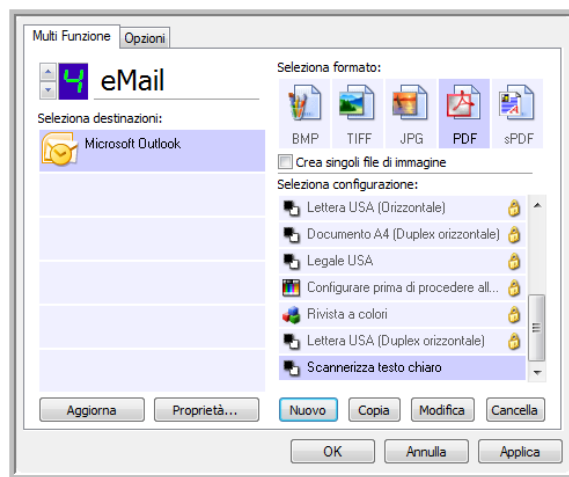 Multi Funzione Opzioni
4 eMail
Seleziona destinazioni:
Microsoft Outlook
Aggiorna Proprietà...
Seleziona formato:
BMP TIFF JPG PDF sPDF
Crea singoli file di immagine
Seleziona configurazione:
Lettera USA (Orizzontale)
Documento A4 (Duplex orizzontale)
Legale USA
Configurare prima di procedere all...
Rivista a colori
Lettera USA (Duplex orizzontale)
Scannerizza testo chiaro
Nuovo Copia Modifica Cancella
OK Annulla Applica